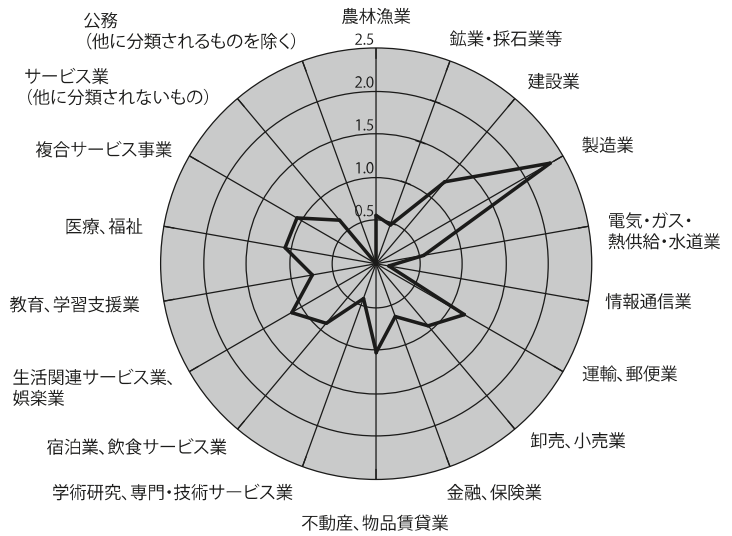 農林漁業
鉱業・採石業等
建設業
製造業
電気・ガス・
熱供給・水道業
情報通信業
運輸、郵便業
卸売、小売業
金融、保険業
不動産、物品賃貸業
学術研究、専門・技術サービス業
宿泊業、飲食サービス業
生活関連サービス業、
娯楽業
教育、学習支援業
医療、福祉
複合サービス事業
サービス業
（他に分類されないもの）
公務
（他に分類されるものを除く）
2.5
2.0
1.5
1.0
0.5